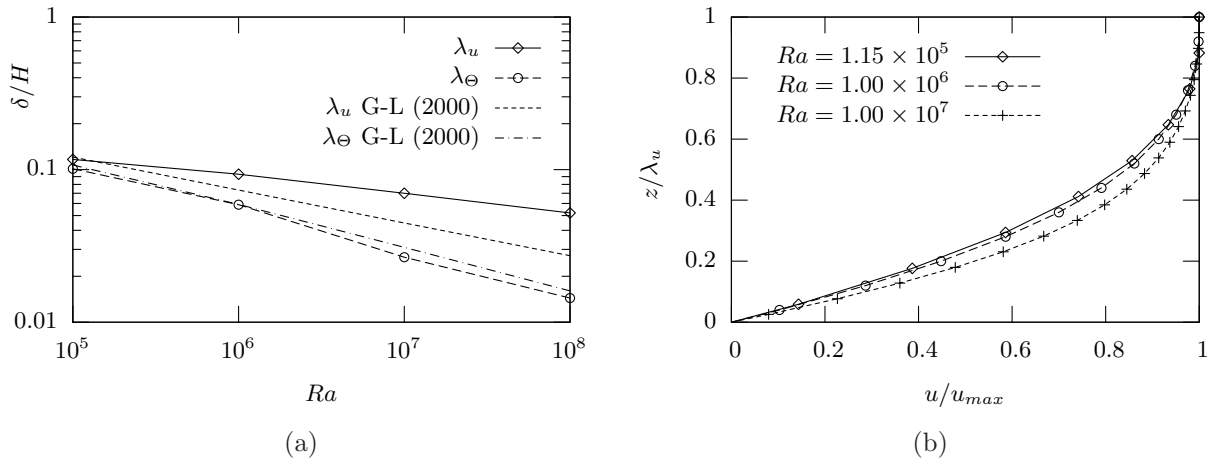 1
0.1
0.01
δ/H
10^5
10^6
10^7
10^8
Ra
λ_u
λ_Θ
λ_u G-L (2000)
λ_Θ G-L (2000)
(a)
1
0.8
0.6
0.4
0.2
0
z/λ_u
0
0.2
0.4
0.6
0.8
1
u/u_max
Ra = 1.15 × 10^5
Ra = 1.00 × 10^6
Ra = 1.00 × 10^7
(b)